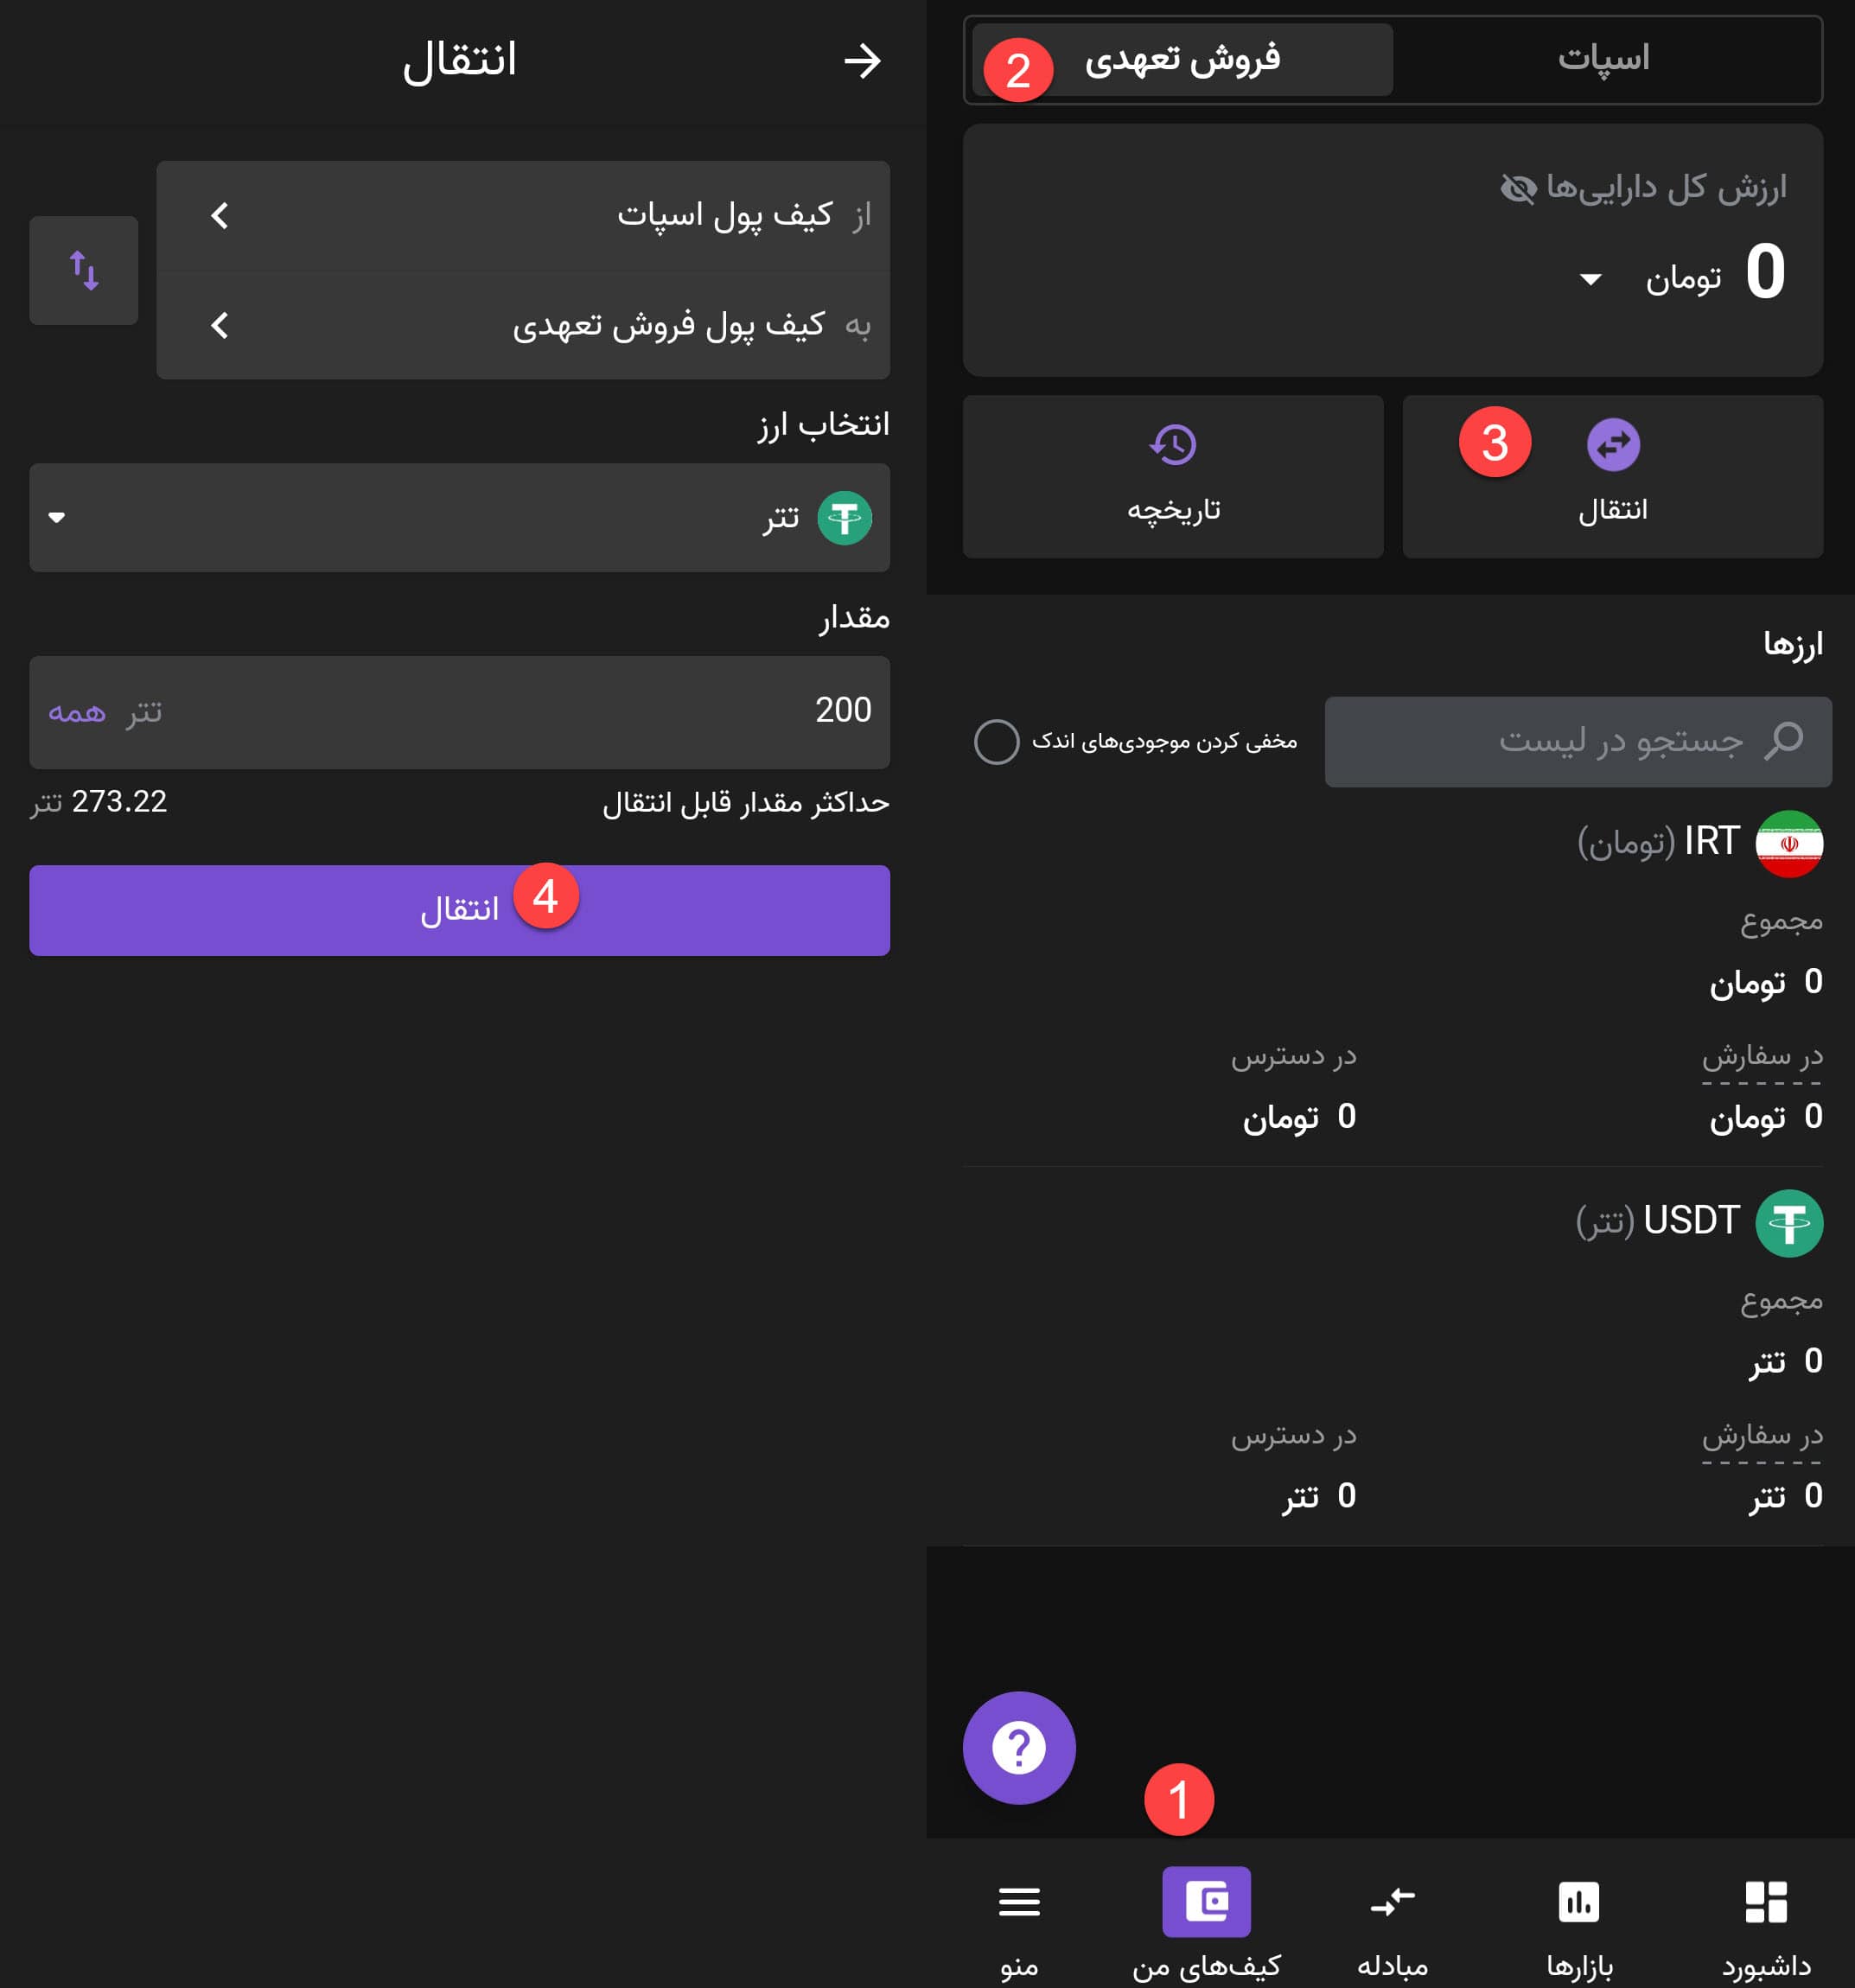 اسپات
فروش تعهدی
2
ارزش کل دارایی‌ها
0 تومان
3
انتقال
تاریخچه
ارزها
جستجو در لیست
مخفی کردن موجودی‌های اندک
IRT (تومان)
مجموع
0 تومان
در سفارش
در دسترس
0 تومان
0 تومان
USDT (تتر)
مجموع
0 تتر
در سفارش
در دسترس
0 تتر
0 تتر
?
1
داشبورد
بازارها
مبادله
کیف‌های من
منو
انتقال
از کیف پول اسپات
به کیف پول فروش تعهدی
انتخاب ارز
تتر
مقدار
200
تتر همه
حداکثر مقدار قابل انتقال
273.22 تتر
4
انتقال